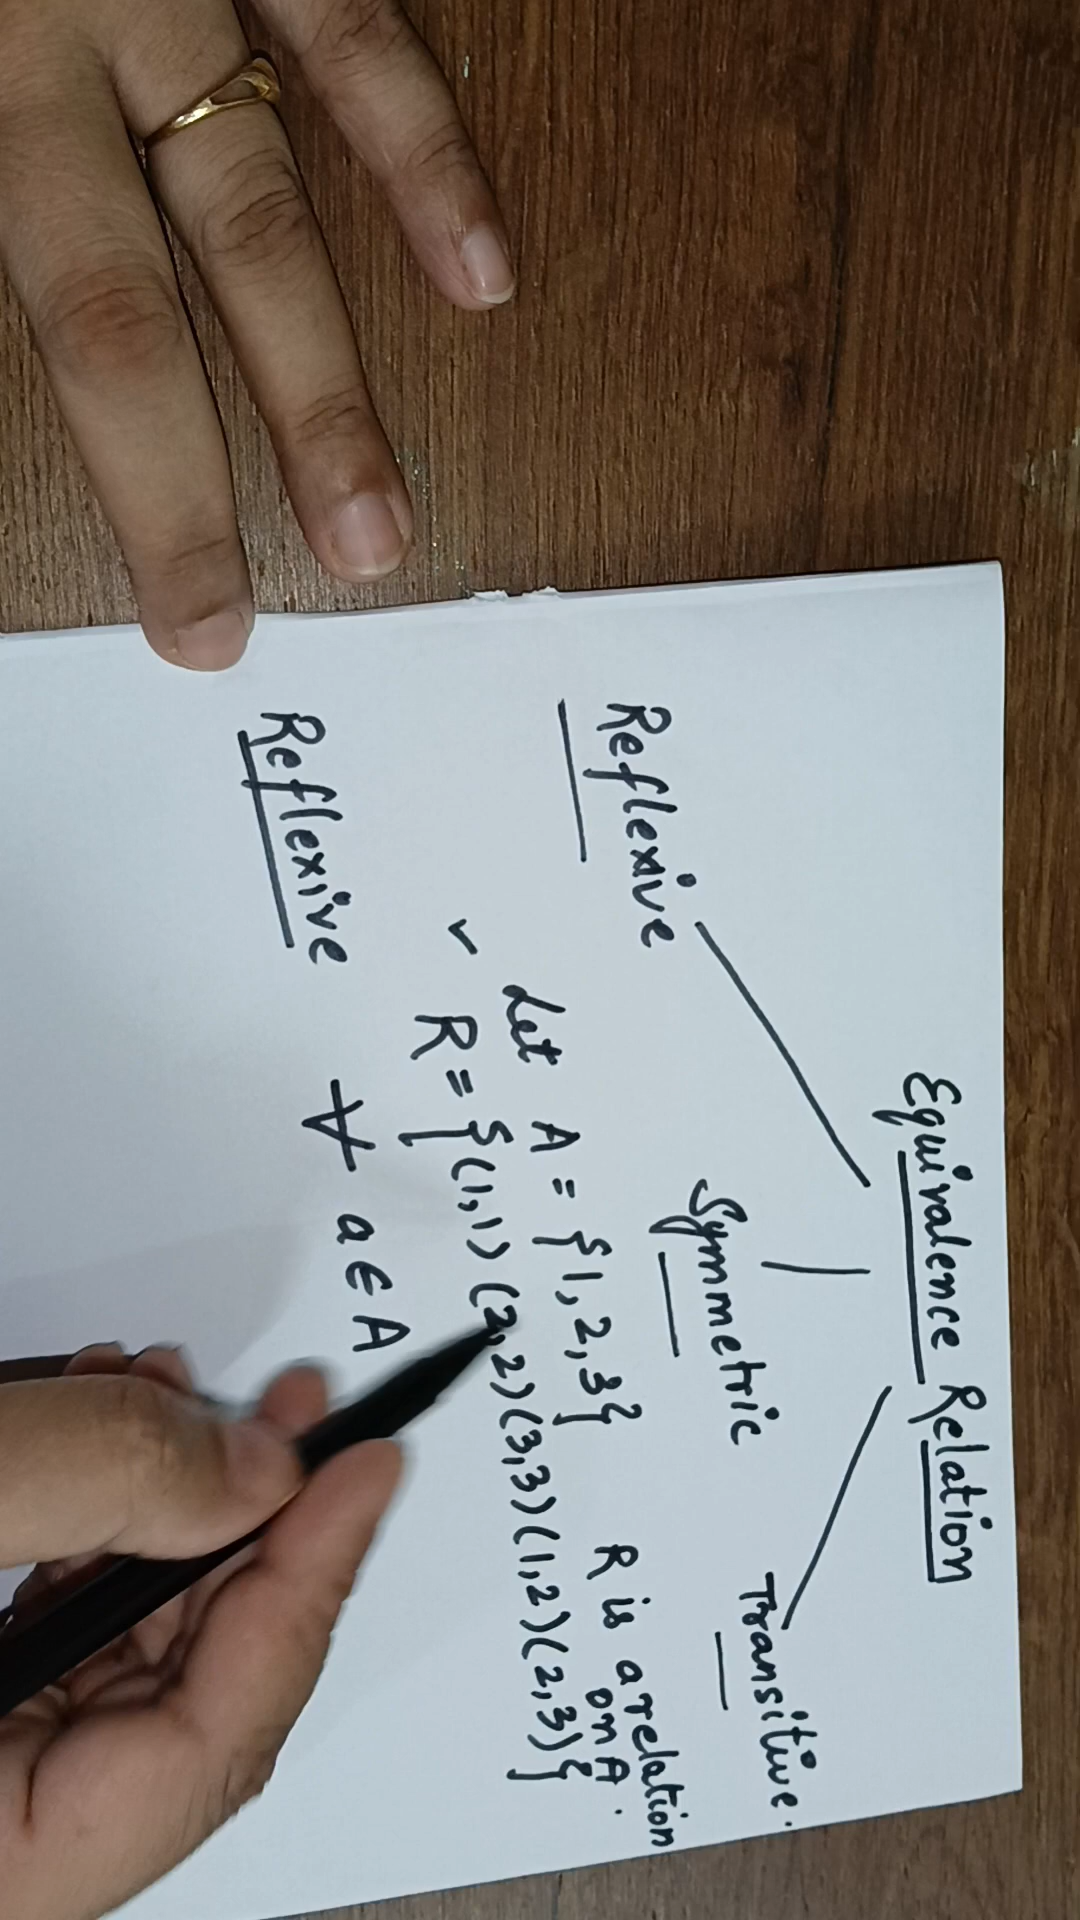 Equivalence Relation
Reflexive Symmetric Transitive.
Let A = {1, 2, 3} R is a relation on A.
R = {(1,1) (2,2) (3,3) (1,2) (2,3)}
Reflexive ∀ a ∈ A